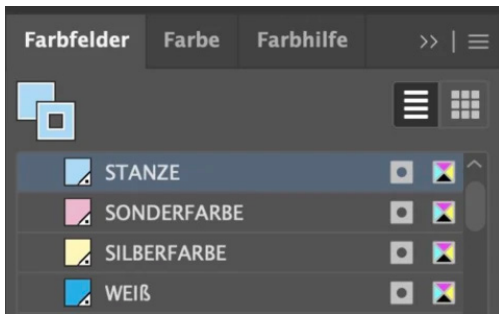 Farbfelder Farbe Farbhilfe
STANZE
SONDERFARBE
SILBERFARBE
WEIß